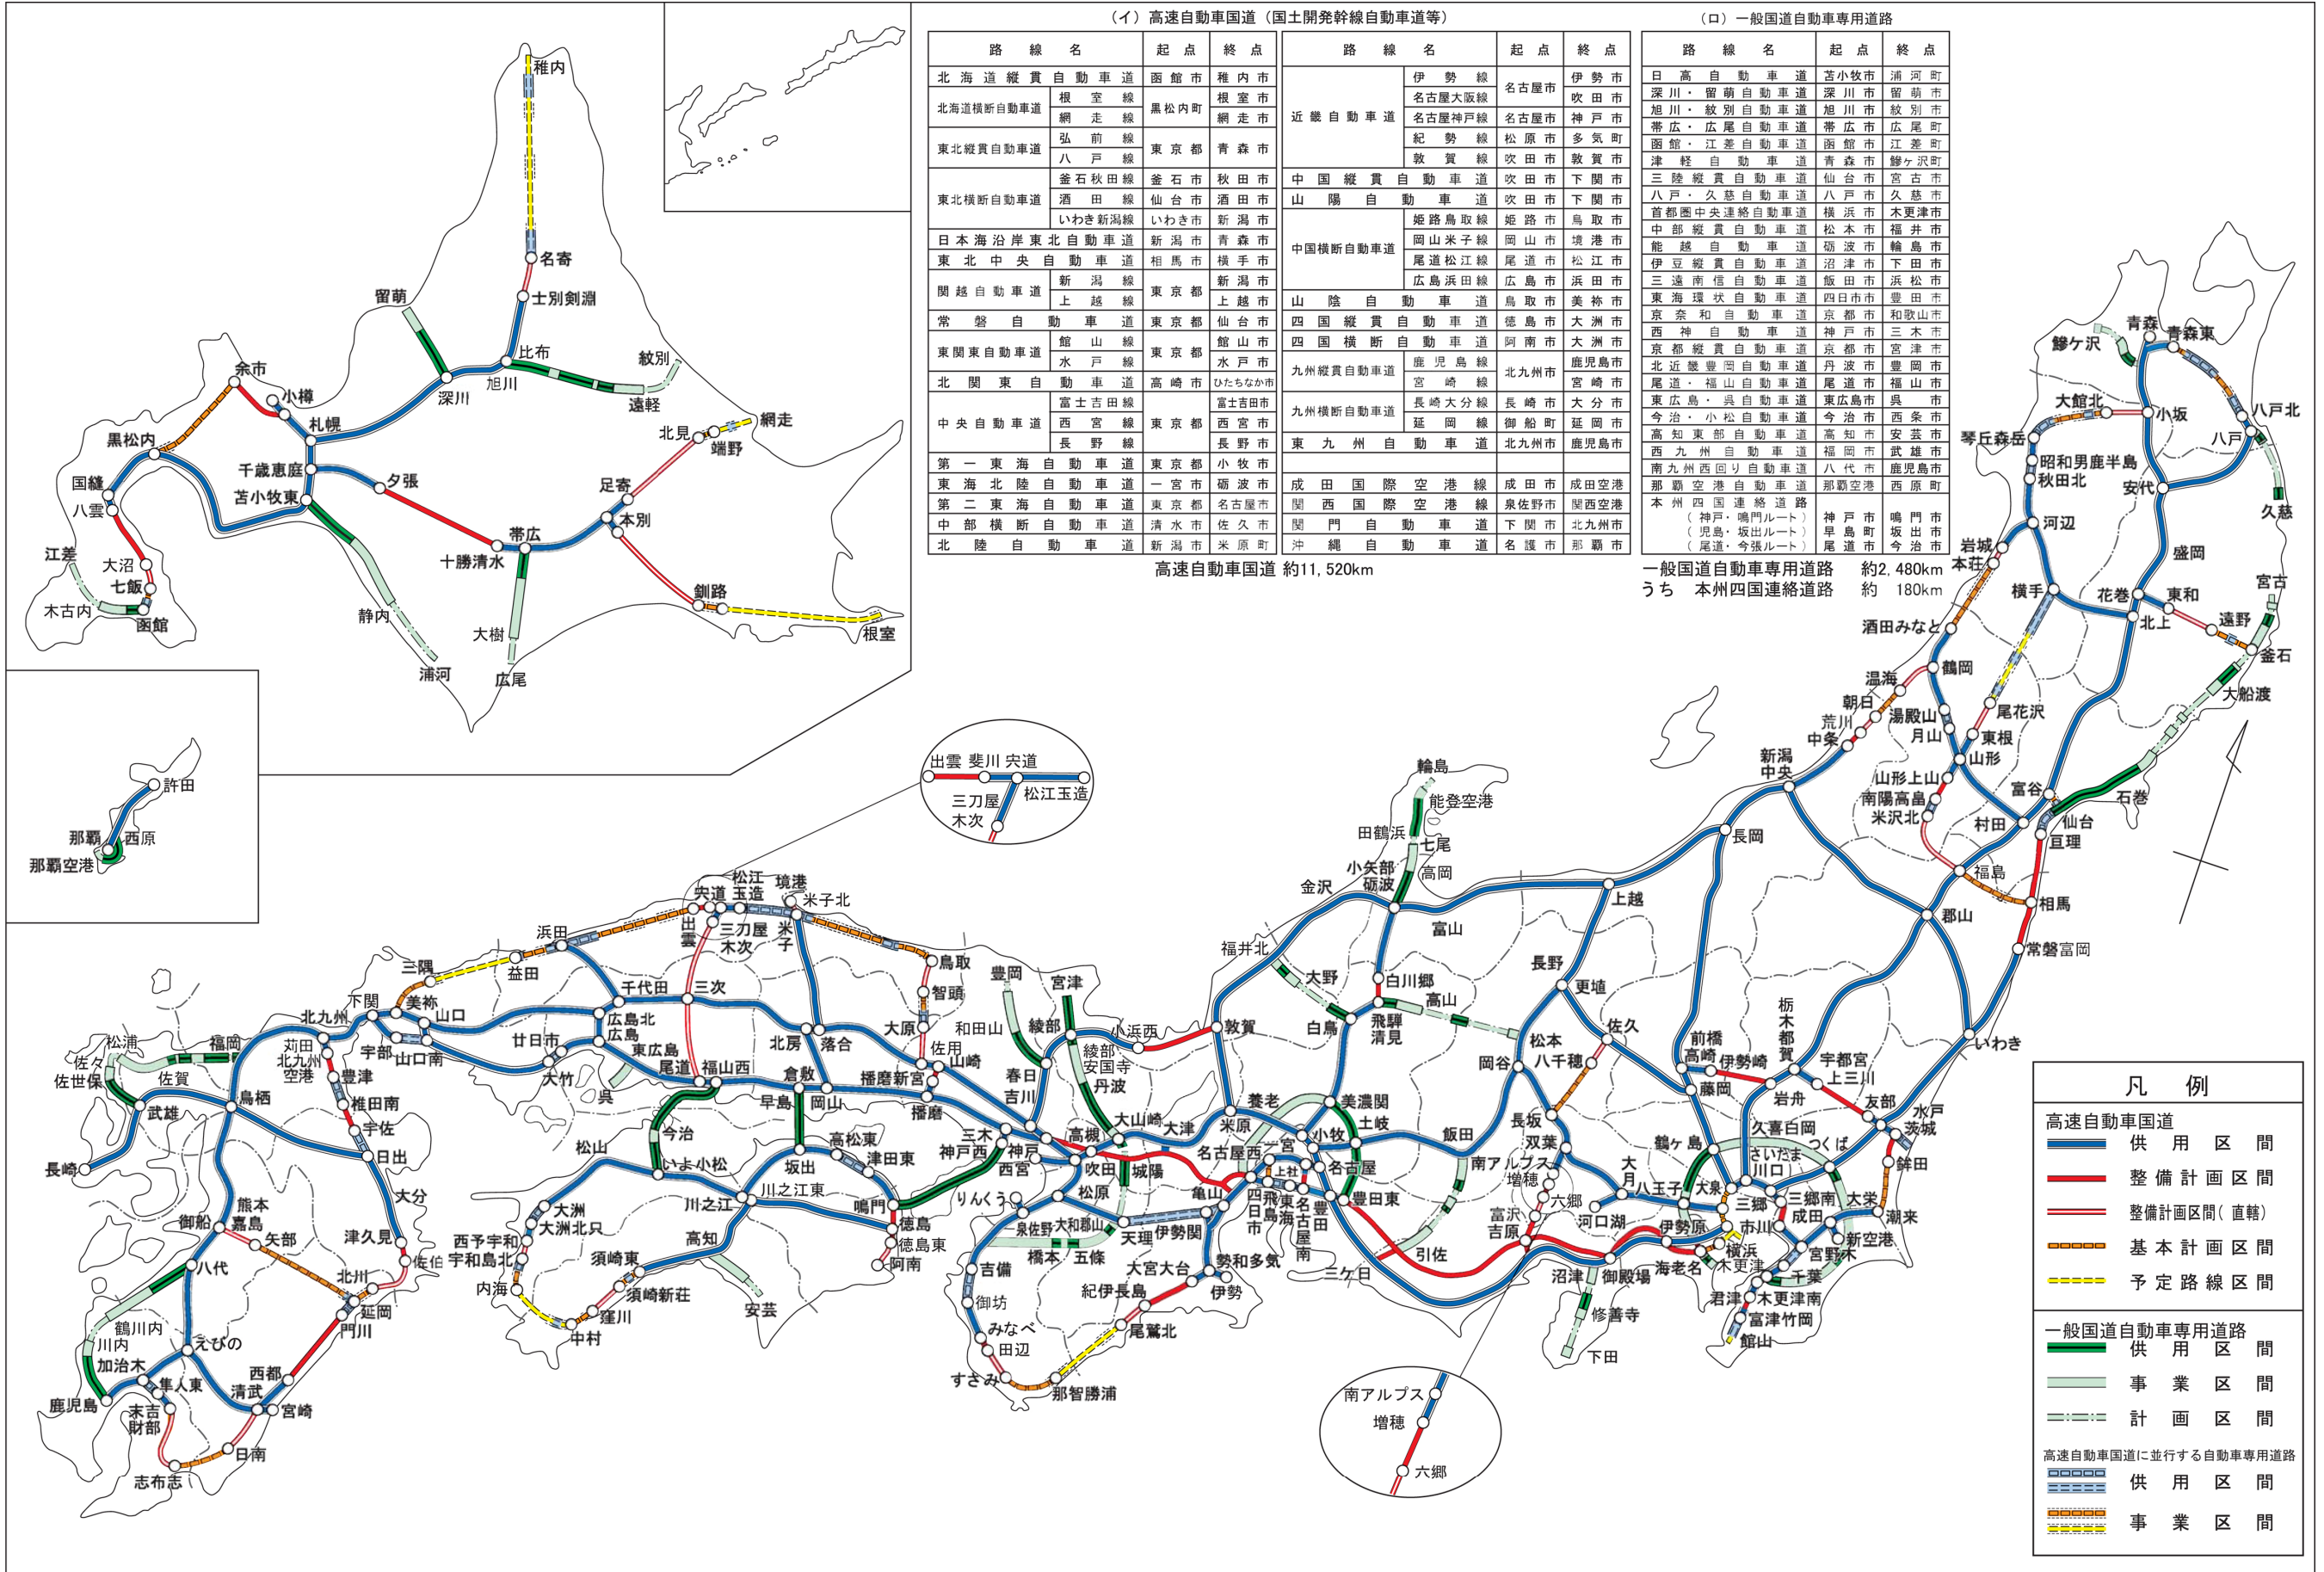 (イ) 高速自動車国道 (国土開発幹線自動車道等)
路線名 起点 終点
北海道縦貫自動車道 函館市 稚内市
北海道横断自動車道 根室線 黒松内町 根室市
網走線 網走市
東北縦貫自動車道 弘前線 東京都 青森市
八戸線
東北横断自動車道 釜石秋田線 釜石市 秋田市
酒田線 仙台市 酒田市
いわき新潟線 いわき市 新潟市
日本海沿岸東北自動車道 新潟市 青森市
東北中央自動車道 相馬市 横手市
関越自動車道 新潟線 東京都 新潟市
上越線 上越市
常磐自動車道 東京都 仙台市
東関東自動車道 館山線 東京都 館山市
水戸線 水戸市
北関東自動車道 高崎市 ひたちなか市
中央自動車道 富士吉田線 東京都 富士吉田市
西宮線 西宮市
長野線 長野市
第一東海自動車道 東京都 小牧市
東海北陸自動車道 一宮市 砺波市
第二東海自動車道 東京都 名古屋市
中部横断自動車道 清水市 佐久市
北陸自動車道 新潟市 米原町
路線名 起点 終点
近畿自動車道 伊勢線 名古屋市 伊勢市
名古屋大阪線 吹田市
名古屋神戸線 名古屋市 神戸市
紀勢線 松原市 多気町
敦賀線 吹田市 敦賀市
中国縦貫自動車道 吹田市 下関市
山陽自動車道 吹田市 下関市
中国横断自動車道 姫路鳥取線 姫路市 鳥取市
岡山米子線 岡山市 境港市
尾道松江線 尾道市 松江市
広島浜田線 広島市 浜田市
山陰自動車道 鳥取市 美祢市
四国縦貫自動車道 徳島市 大洲市
四国横断自動車道 阿南市 大洲市
九州縦貫自動車道 鹿児島線 北九州市 鹿児島市
宮崎線 宮崎市
九州横断自動車道 長崎大分線 長崎市 大分市
延岡線 御船町 延岡市
東九州自動車道 北九州市 鹿児島市
成田国際空港線 成田市 成田空港
関西国際空港線 泉佐野市 関西空港
関門自動車道 下関市 北九州市
沖縄自動車道 名護市 那覇市
高速自動車国道 約11,520km
(ロ) 一般国道自動車専用道路
路線名 起点 終点
日高自動車道 苫小牧市 浦河町
深川・留萌自動車道 深川市 留萌市
旭川・紋別自動車道 旭川市 紋別市
帯広・広尾自動車道 帯広市 広尾町
函館・江差自動車道 函館市 江差町
津軽自動車道 青森市 鰺ヶ沢町
三陸縦貫自動車道 仙台市 宮古市
八戸・久慈自動車道 八戸市 久慈市
首都圏中央連絡自動車道 横浜市 木更津市
中部縦貫自動車道 松本市 福井市
能越自動車道 砺波市 輪島市
伊豆縦貫自動車道 沼津市 下田市
三遠南信自動車道 飯田市 浜松市
東海環状自動車道 四日市市 豊田市
京奈和自動車道 京都市 和歌山市
西神自動車道 神戸市 三木市
京都縦貫自動車道 京都市 宮津市
北近畿豊岡自動車道 丹波市 豊岡市
尾道・福山自動車道 尾道市 福山市
東広島・呉自動車道 東広島市 呉市
今治・小松自動車道 今治市 西条市
高知東部自動車道 高知市 安芸市
西九州自動車道 福岡市 武雄市
南九州西回り自動車道 八代市 鹿児島市
那覇空港自動車道 那覇空港 西原町
本州四国連絡道路
(神戸・鳴門ルート) 神戸市 鳴門市
(児島・坂出ルート) 早島町 坂出市
(尾道・今張ルート) 尾道市 今治市
一般国道自動車専用道路 約2,480km
うち 本州四国連絡道路 約 180km
稚内
名寄
士別剣淵
留萌
比布
旭川
紋別
遠軽
深川
余市
小樽
札幌
黒松内
千歳恵庭
苫小牧東
夕張
国縫
八雲
江差
大沼
七飯
木古内
函館
静内
浦河
十勝清水
帯広
大樹
広尾
足寄
本別
北見
端野
網走
釧路
根室
許田
那覇
西原
那覇空港
出雲 斐川 宍道
三刀屋
木次
松江玉造
青森
青森東
鰺ヶ沢
大館北
小坂
八戸北
八戸
琴丘森岳
昭和男鹿半島
秋田北
安代
久慈
河辺
岩城
本荘
盛岡
横手
花巻
東和
宮古
北上
遠野
釜石
酒田みなと
鶴岡
温海
朝日
荒川
中条
湯殿山
月山
尾花沢
東根
大船渡
山形
山形上山
南陽高畠
米沢北
富谷
石巻
村田
仙台
亘理
福島
相馬
郡山
常磐富岡
いわき
新潟
中央
長岡
上越
輪島
能登空港
田鶴浜
七尾
高岡
小矢部
砺波
金沢
富山
福井北
大野
白川郷
高山
白鳥
飛騨
清見
長野
更埴
松本
岡谷
佐久
八千穂
前橋
高崎
伊勢崎
藤岡
栃木都賀
宇都宮
上三川
岩舟
友部
水戸
茨城
鉾田
久喜白岡
つくば
鶴ヶ島
さいたま
川口
大泉
三郷
三郷南
大栄
成田
潮来
市川
新空港
宮野木
千葉
八王子
大月
河口湖
伊勢原
横浜
海老名
木更津
君津
木更津南
富津竹岡
館山
長坂
双葉
南アルプス
増穂
六郷
富沢
吉原
沼津
御殿場
修善寺
下田
飯田
引佐
三ケ日
敦賀
小浜西
養老
米原
美濃関
土岐
小牧
一宮
名古屋西
上社
名古屋
豊田東
四日市
飛島
東海
名古屋南
豊田
亀山
伊勢関
大津
大山崎
高槻
城陽
吹田
宮津
豊岡
綾部
綾部
安国寺
丹波
和田山
春日
吉川
三木
神戸西
神戸
西宮
りんくう
泉佐野
松原
大和郡山
天理
橋本
五條
吉備
御坊
みなべ
田辺
すさみ
那智勝浦
尾鷲北
紀伊長島
大宮大台
勢和多気
伊勢
鳥取
智頭
大原
佐用
山崎
播磨新宮
播磨
境港
米子北
米子
松江
玉造
宍道
出雲
三刀屋
木次
浜田
益田
三隅
千代田
三次
北房
落合
広島北
広島
東広島
廿日市
大竹
呉
尾道
福山西
倉敷
早島
岡山
下関
美祢
山口
宇部
山口南
北九州
松山
今治
いよ小松
坂出
高松東
津田東
鳴門
徳島
徳島東
阿南
川之江
川之江東
大洲
大洲北只
西予宇和
宇和島北
内海
中村
窪川
須崎新荘
須崎東
高知
安芸
苅田
北九州
空港
豊津
椎田南
宇佐
日出
大分
福岡
松浦
佐々
佐世保
佐賀
武雄
鳥栖
長崎
熊本
御船
嘉島
矢部
津久見
佐伯
北川
延岡
門川
八代
鶴川内
川内
加治木
えびの
西都
清武
宮崎
隼人東
鹿児島
末吉
財部
日南
志布志
南アルプス
増穂
六郷
凡例
高速自動車国道
供用区間
整備計画区間
整備計画区間(直轄)
基本計画区間
予定路線区間
一般国道自動車専用道路
供用区間
事業区間
計画区間
高速自動車国道に並行する自動車専用道路
供用区間
事業区間